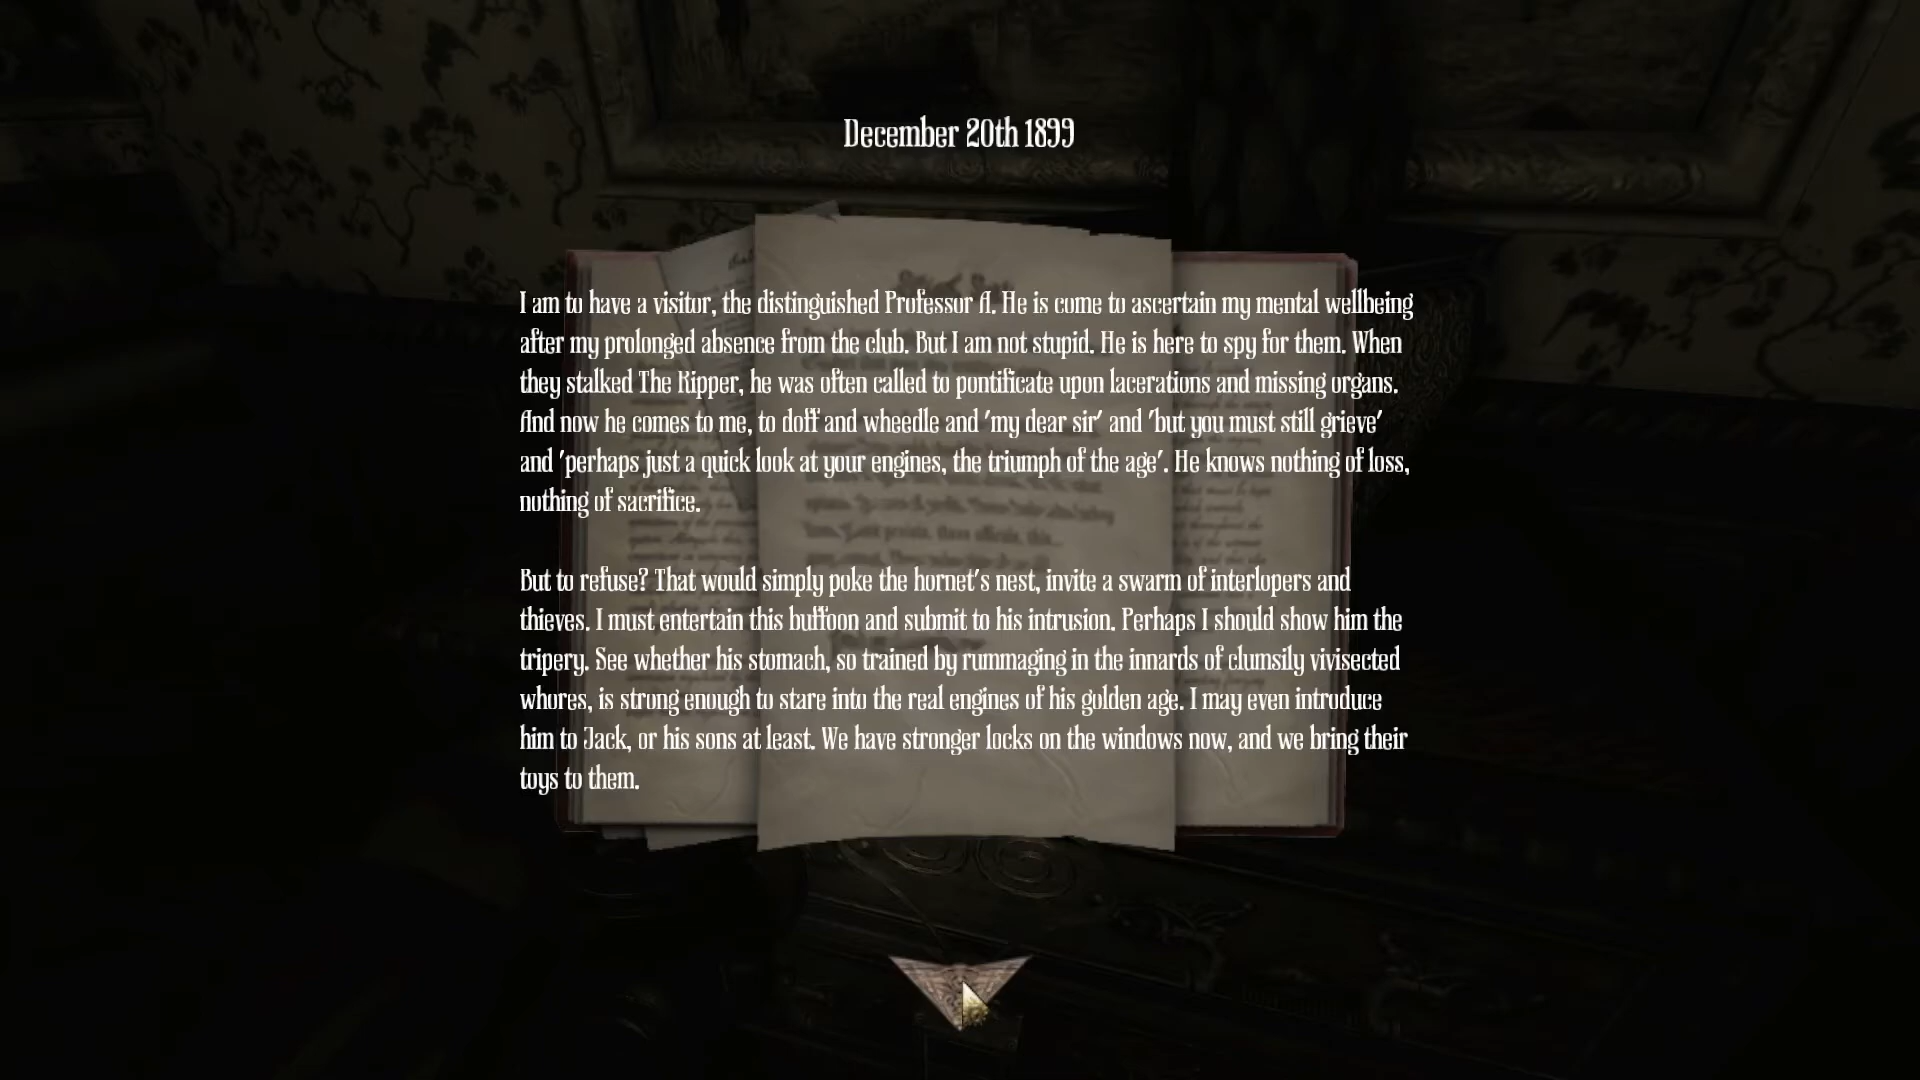 December 20th 1899
I am to have a visitor, the distinguished Professor A. He is come to ascertain my mental wellbeing
after my prolonged absence from the club. But I am not stupid. He is here to spy for them. When
they stalked The Ripper, he was often called to pontificate upon lacerations and missing organs.
And now he comes to me, to doff and wheedle and 'my dear sir' and 'but you must still grieve'
and 'perhaps just a quick look at your engines, the triumph of the age'. He knows nothing of loss,
nothing of sacrifice.
But to refuse? That would simply poke the hornet's nest, invite a swarm of interlopers and
thieves. I must entertain this buffoon and submit to his intrusion. Perhaps I should show him the
tripery. See whether his stomach, so trained by rummaging in the innards of clumsily vivisected
whores, is strong enough to stare into the real engines of his golden age. I may even introduce
him to Jack, or his sons at least. We have stronger locks on the windows now, and we bring their
toys to them.